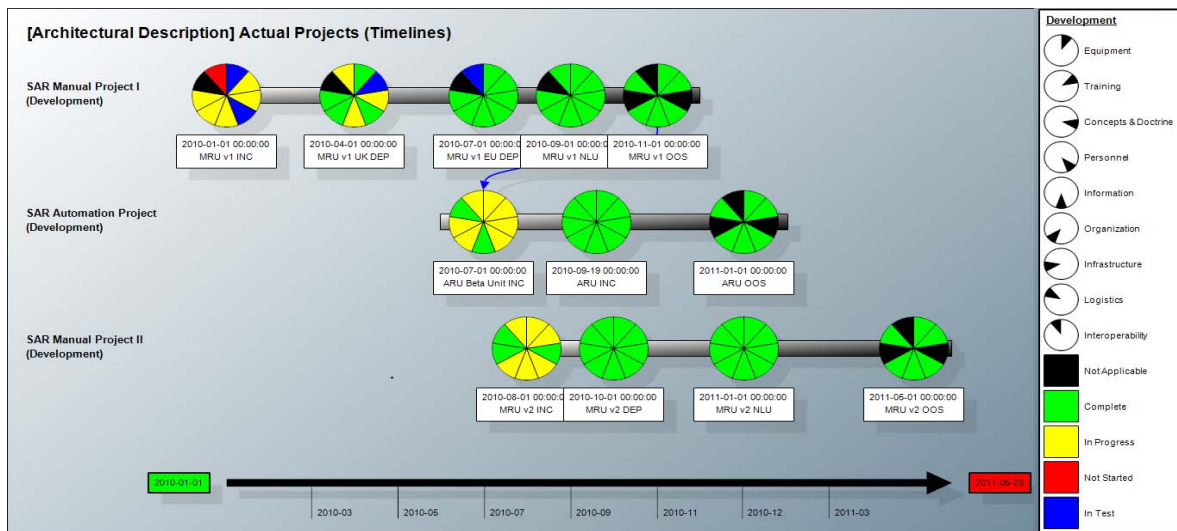 [Architectural Description] Actual Projects (Timelines)
SAR Manual Project I
(Development)
2010-01-01 00:00:00
MRU v1 INC
2010-04-01 00:00:00
MRU v1 UK DEP
2010-07-01 00:00:00
MRU v1 EU DEP
2010-09-01 00:00:00
MRU v1 NLU
2010-11-01 00:00:00
MRU v1 OOS
SAR Automation Project
(Development)
2010-07-01 00:00:00
ARU Beta Unit INC
2010-09-19 00:00:00
ARU INC
2011-01-01 00:00:00
ARU OOS
SAR Manual Project II
(Development)
2010-08-01 00:00:00
MRU v2 INC
2010-10-01 00:00:00
MRU v2 DEP
2011-01-01 00:00:00
MRU v2 NLU
2011-05-01 00:00:00
MRU v2 OOS
2010-01-01
2010-03
2010-05
2010-07
2010-09
2010-11
2010-12
2011-03
2011-05-20
Development
Equipment
Training
Concepts & Doctrine
Personnel
Information
Organization
Infrastructure
Logistics
Interoperability
Not Applicable
Complete
In Progress
Not Started
In Test